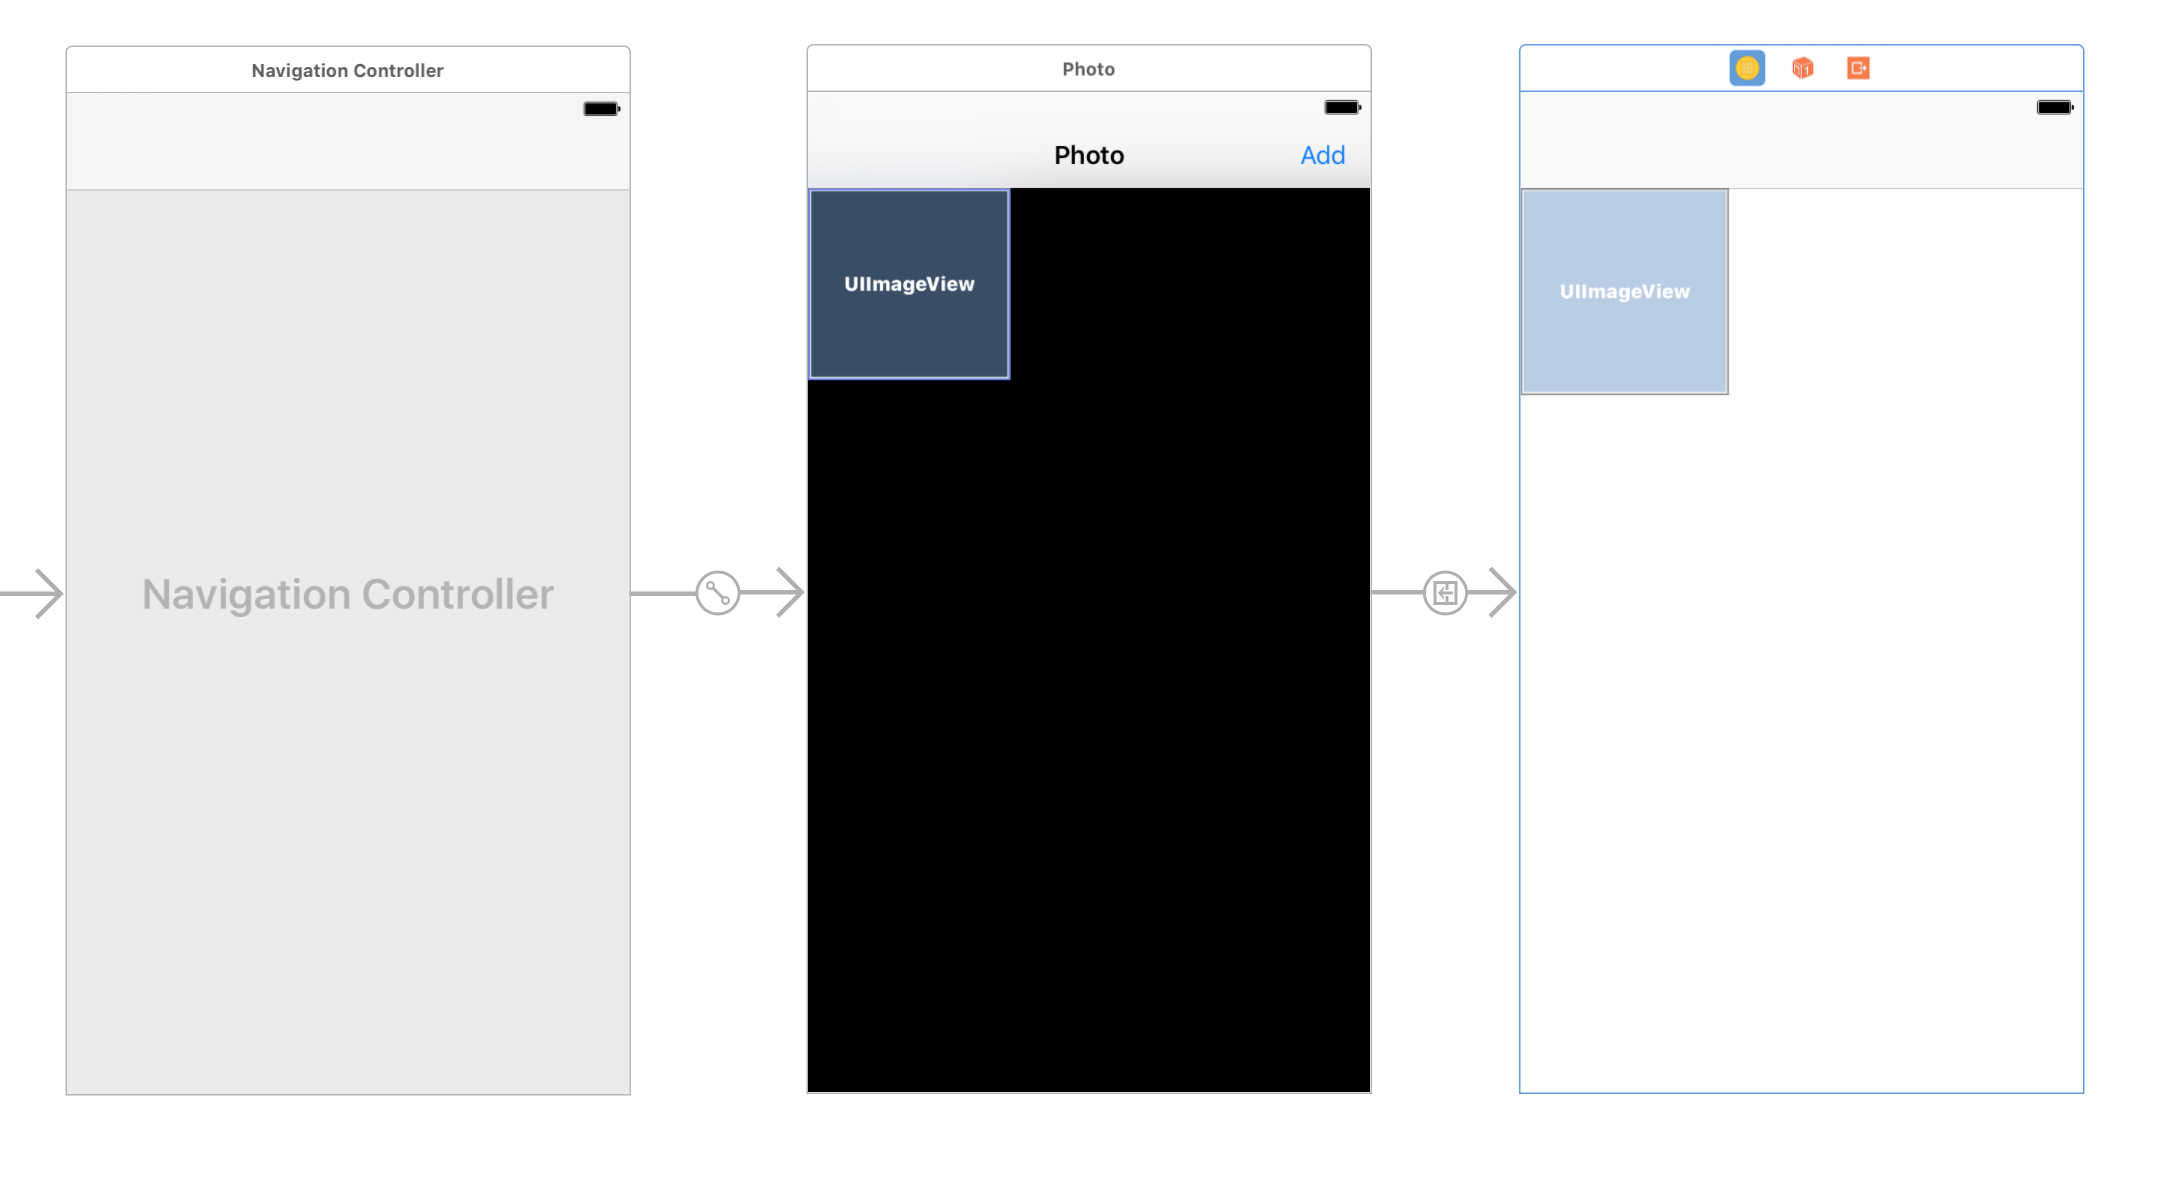 Navigation Controller
Navigation Controller
Photo
Photo
Add
UIImageView
UIImageView